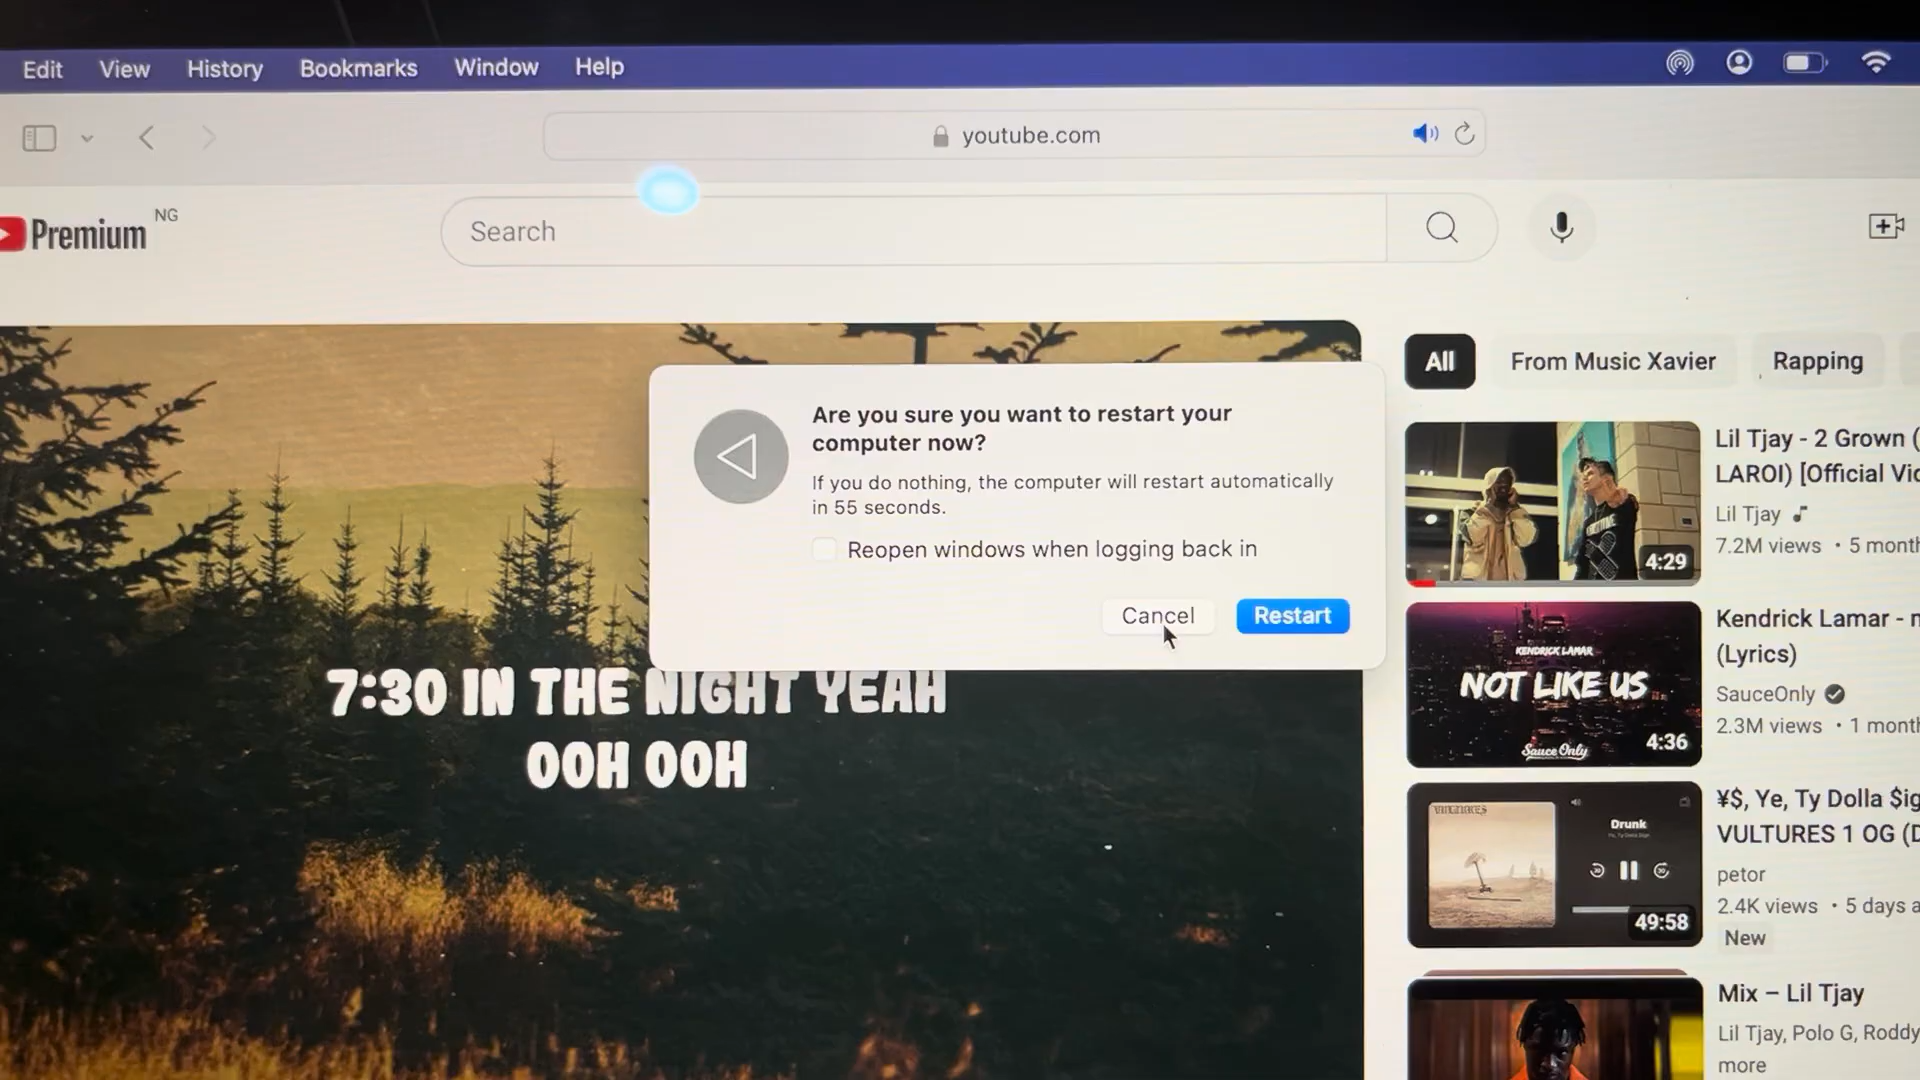 Edit View History Bookmarks Window Help
youtube.com
Premium NG
Search
All From Music Xavier Rapping
Are you sure you want to restart your
computer now?
If you do nothing, the computer will restart automatically
in 55 seconds.
Reopen windows when logging back in
Cancel Restart
7:30 IN THE NIGHT YEAH
OOH OOH
4:29
Lil Tjay - 2 Grown (
LAROI) [Official Vid
Lil Tjay
7.2M views • 5 month
KENDRICK LAMAR
NOT LIKE US
Sauce Only
4:36
Kendrick Lamar - n
(Lyrics)
SauceOnly
2.3M views • 1 month
VULTURES
Drunk
49:58
¥$, Ye, Ty Dolla $ig
VULTURES 1 OG (D
petor
2.4K views • 5 days a
New
Mix – Lil Tjay
Lil Tjay, Polo G, Roddy
more